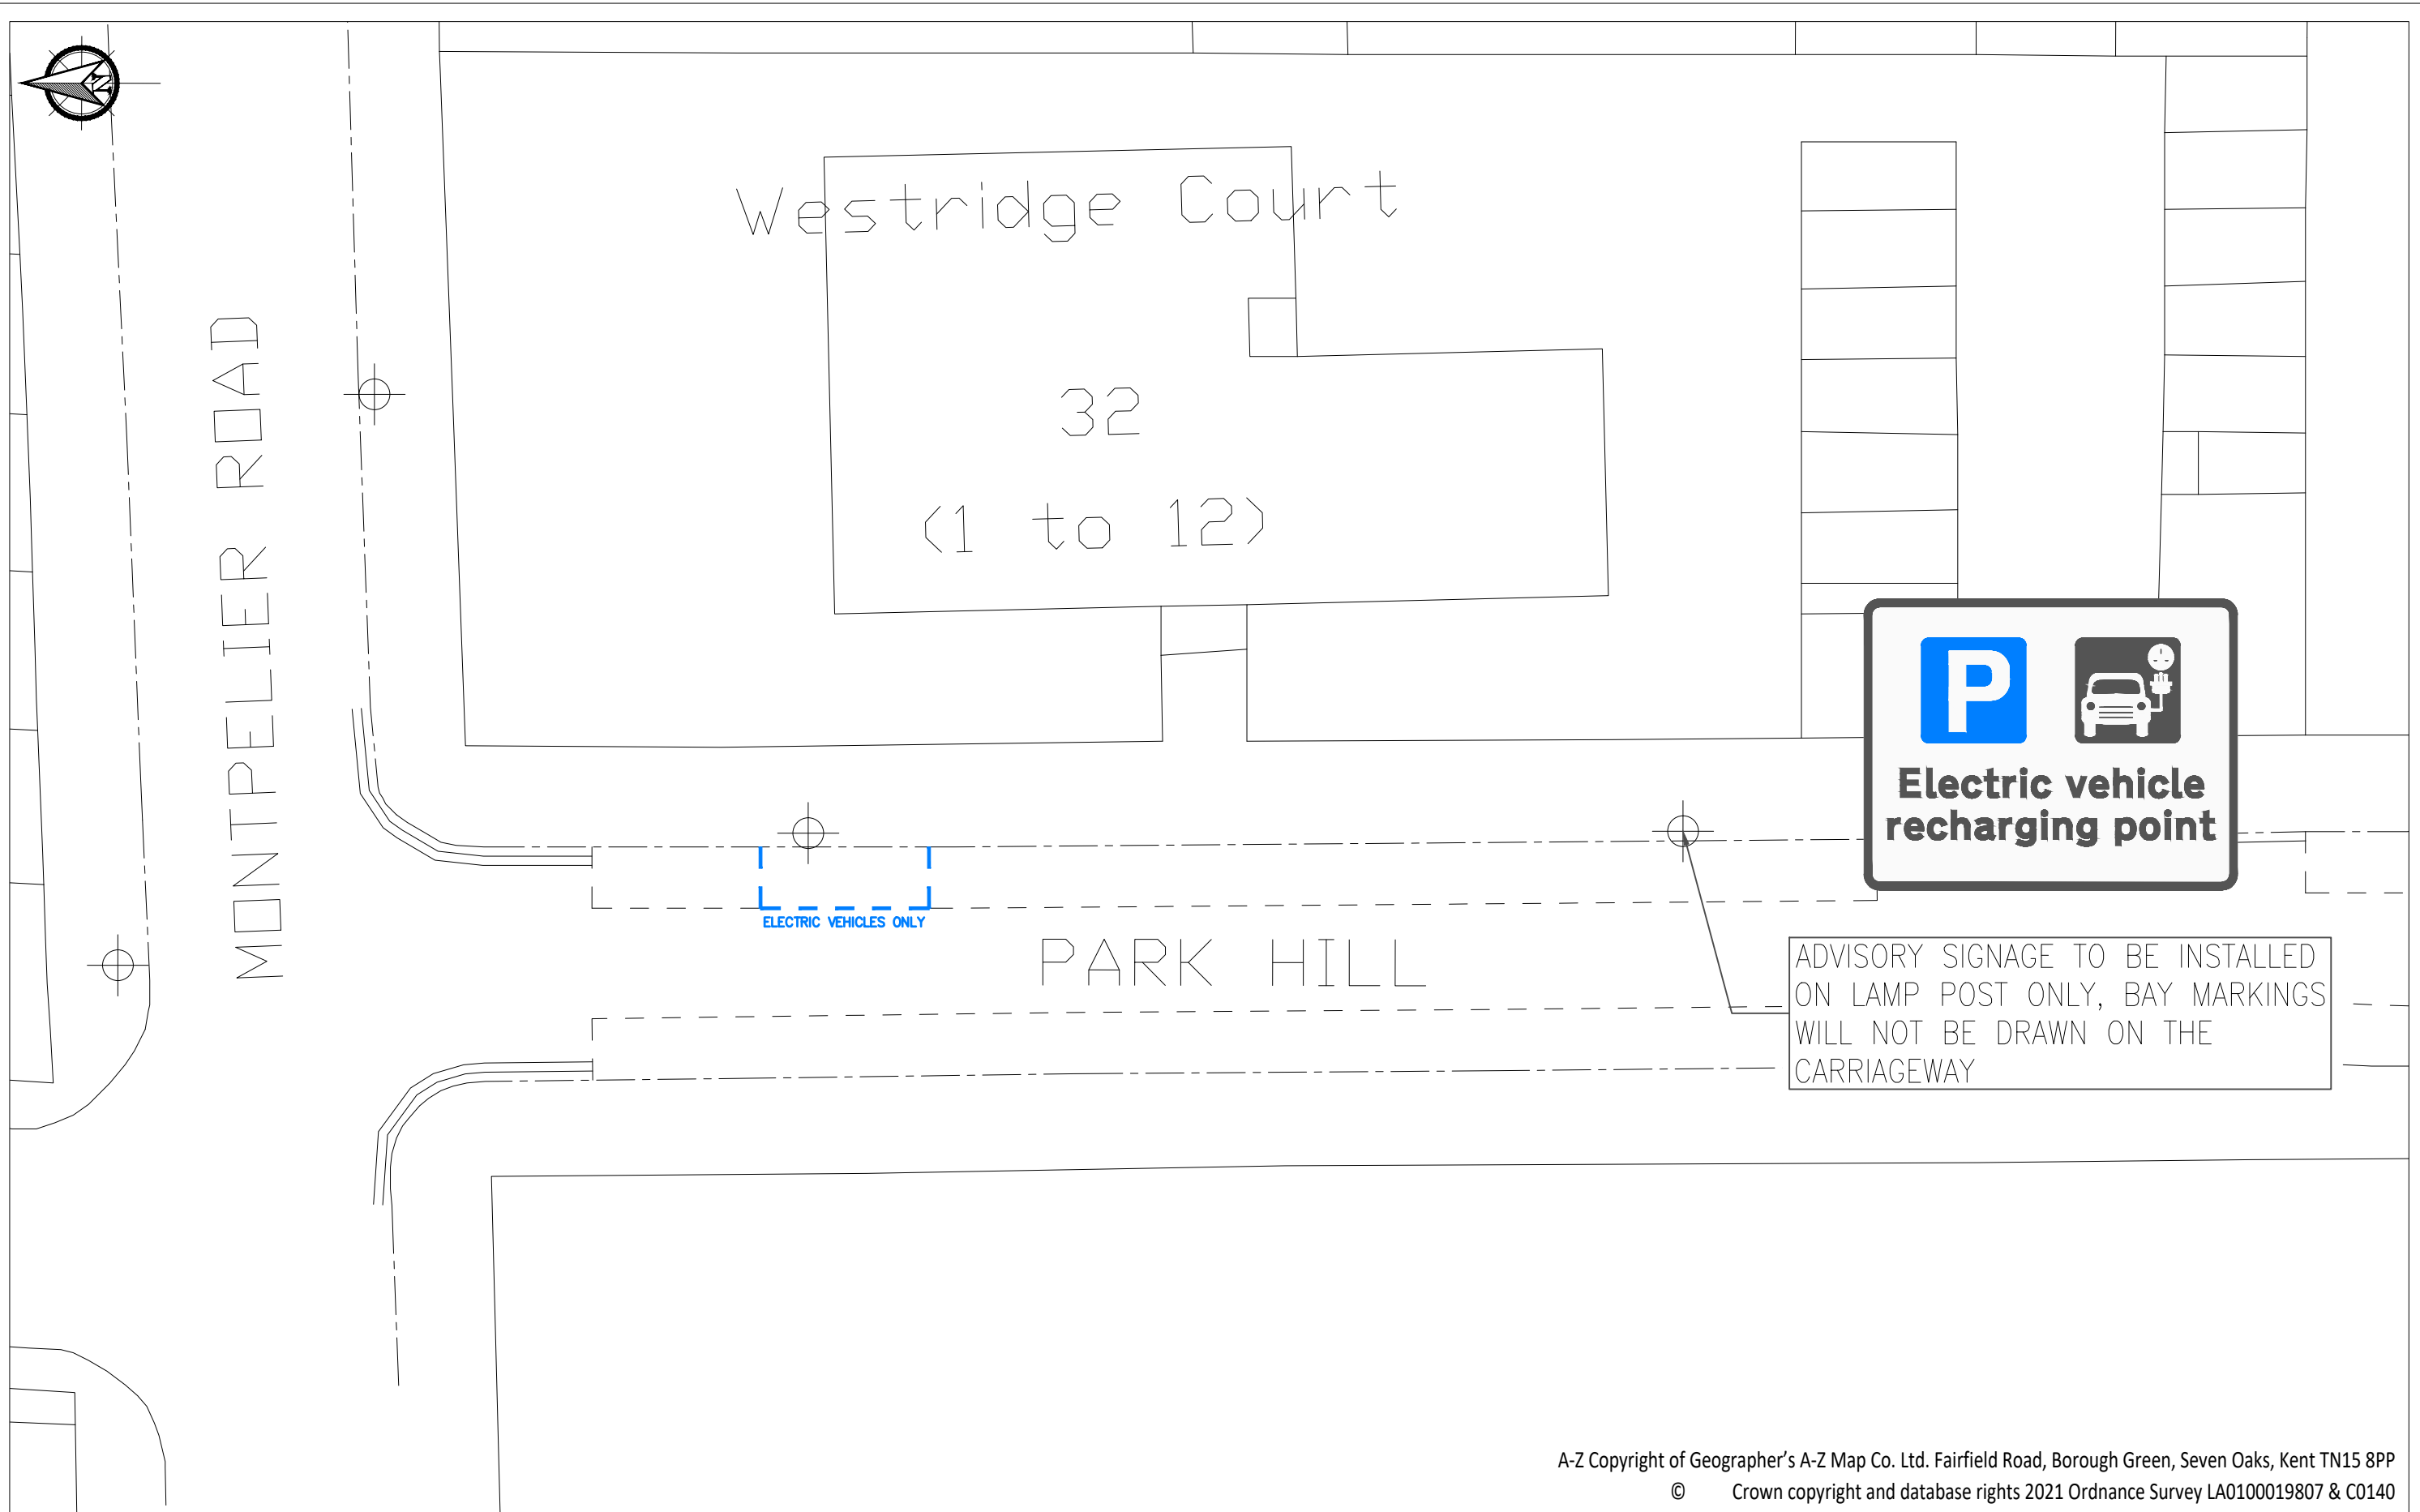 N
Westridge Court
32
(1 to 12)
MONTPELIER ROAD
P
Electric vehicle
recharging point
ELECTRIC VEHICLES ONLY
PARK HILL
ADVISORY SIGNAGE TO BE INSTALLED
ON LAMP POST ONLY, BAY MARKINGS
WILL NOT BE DRAWN ON THE
CARRIAGEWAY
A-Z Copyright of Geographer's A-Z Map Co. Ltd. Fairfield Road, Borough Green, Seven Oaks, Kent TN15 8PP
© Crown copyright and database rights 2021 Ordnance Survey LA0100019807 & C0140